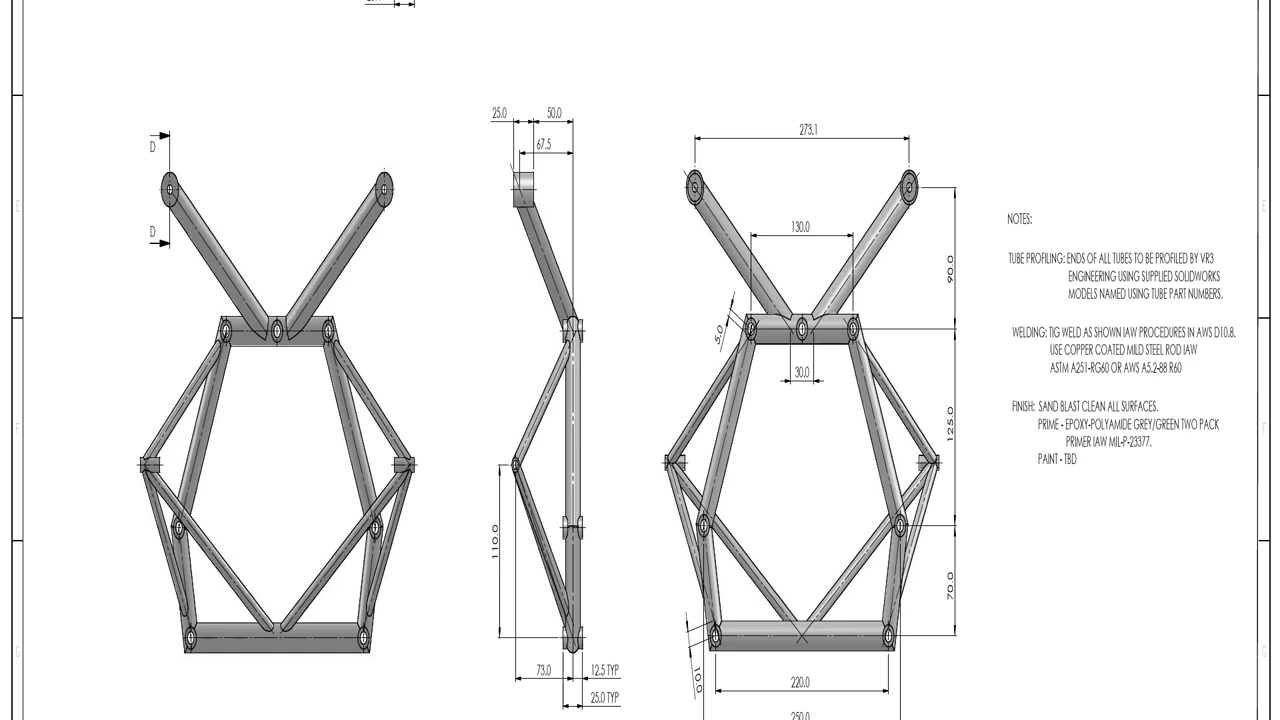 25.0
50.0
67.5
D
D
273.1
130.0
90.0
5.0
30.0
125.0
110.0
70.0
10.0
73.0
12.5 TYP
25.0 TYP
220.0
250.0
NOTES:
TUBE PROFILING: ENDS OF ALL TUBES TO BE PROFILED BY VR3
ENGINEERING USING SUPPLIED SOLIDWORKS
MODELS NAMED USING TUBE PART NUMBERS.
WELDING: TIG WELD AS SHOWN IAW PROCEDURES IN AWS D10.8.
USE COPPER COATED MILD STEEL ROD IAW
ASTM A251-RG60 OR AWS A5.2-88 R60
FINISH: SAND BLAST CLEAN ALL SURFACES.
PRIME - EPOXY-POLYAMIDE GREY/GREEN TWO PACK
PRIMER IAW MIL-P-23377.
PAINT - TBD
E
F
G
E
F
G